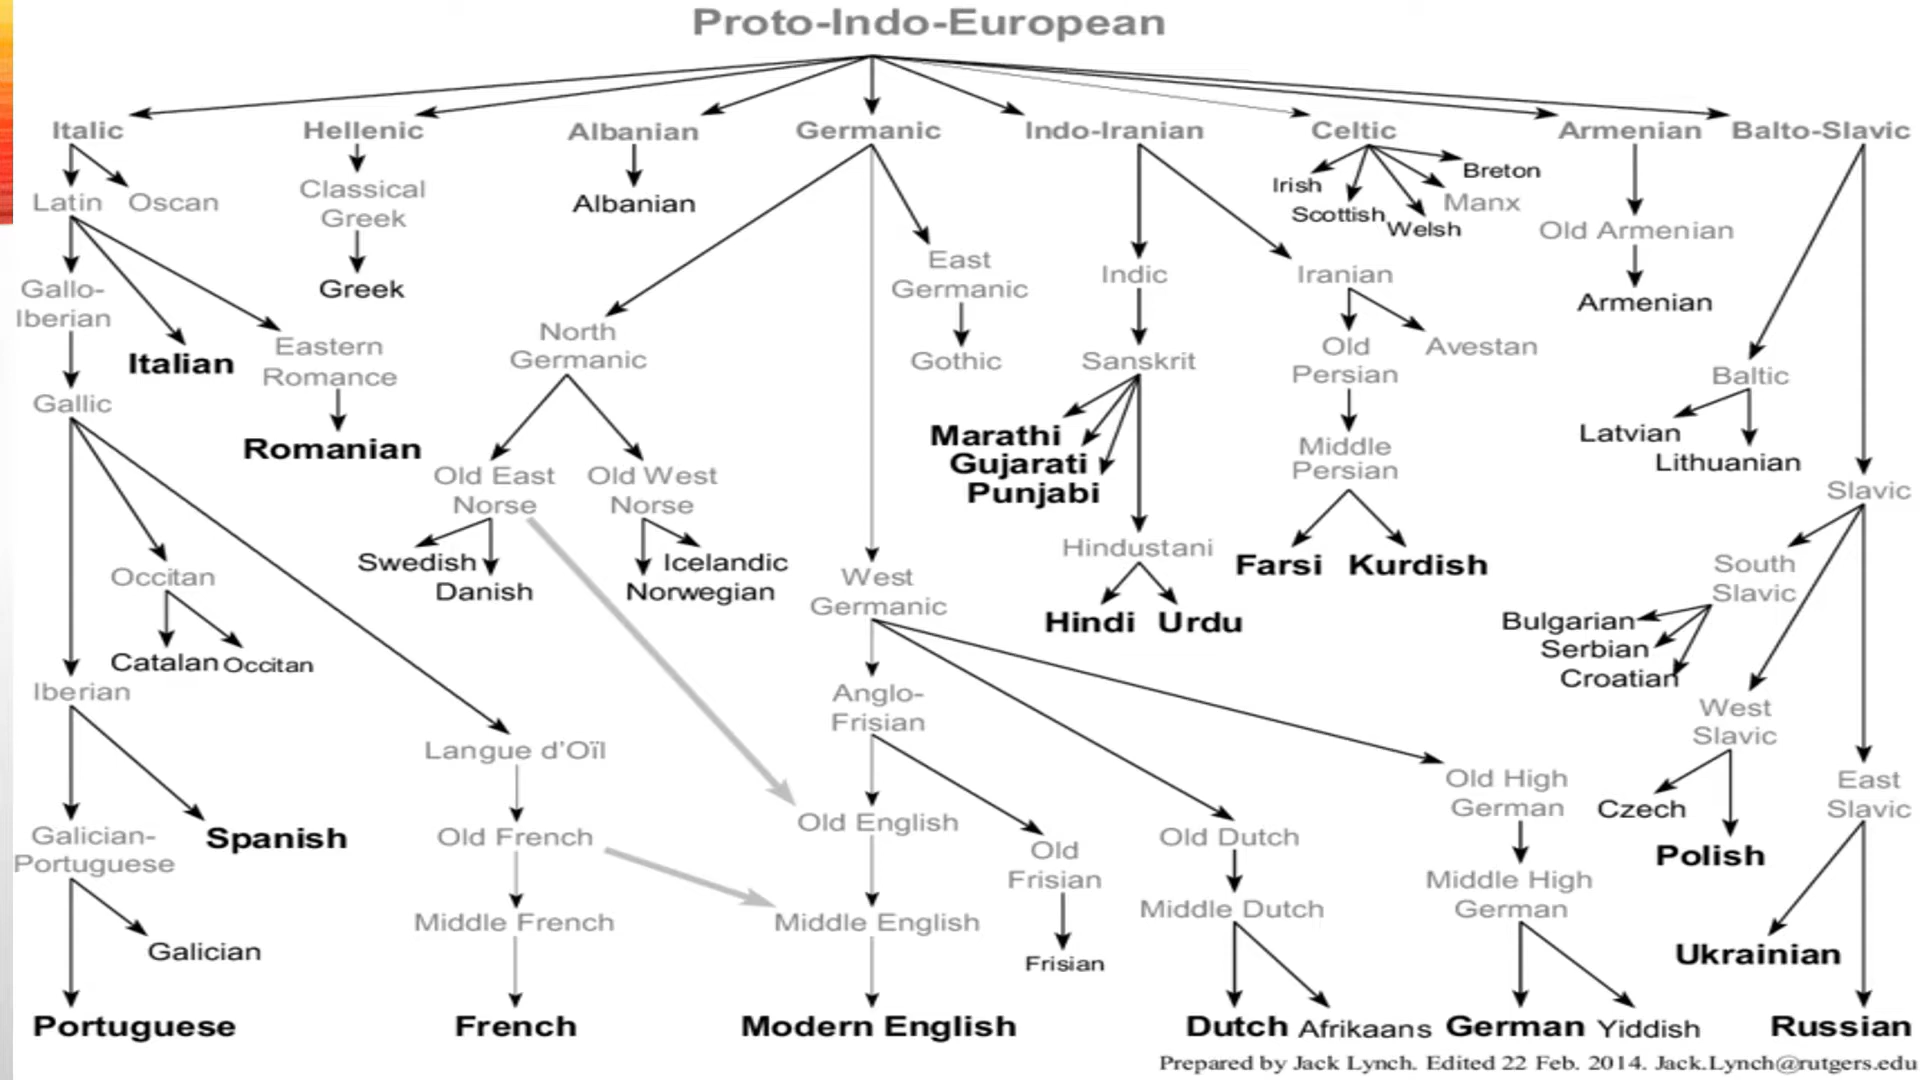 Proto-Indo-European
Italic
Hellenic
Albanian
Germanic
Indo-Iranian
Celtic
Armenian
Balto-Slavic
Latin
Oscan
Classical
Greek
Albanian
Irish
Scottish
Welsh
Manx
Breton
Old Armenian
Gallo-
Iberian
Greek
East
Germanic
Indic
Iranian
Armenian
Italian
Eastern
Romance
North
Germanic
Gothic
Sanskrit
Old
Persian
Avestan
Baltic
Gallic
Romanian
Marathi
Gujarati
Punjabi
Middle
Persian
Latvian
Lithuanian
Old East
Norse
Old West
Norse
Slavic
Swedish
Danish
Icelandic
Norwegian
Hindustani
Farsi
Kurdish
South
Slavic
Occitan
West
Germanic
Hindi
Urdu
Bulgarian
Serbian
Croatian
Catalan
Occitan
Iberian
Anglo-
Frisian
West
Slavic
Langue d'Oïl
Old High
German
Czech
East
Slavic
Galician-
Portuguese
Spanish
Old French
Old English
Old
Frisian
Old Dutch
Polish
Middle High
German
Galician
Middle French
Middle English
Frisian
Middle Dutch
Ukrainian
Portuguese
French
Modern English
Dutch
Afrikaans
German
Yiddish
Russian
Prepared by Jack Lynch. Edited 22 Feb. 2014. Jack.Lynch@rutgers.edu